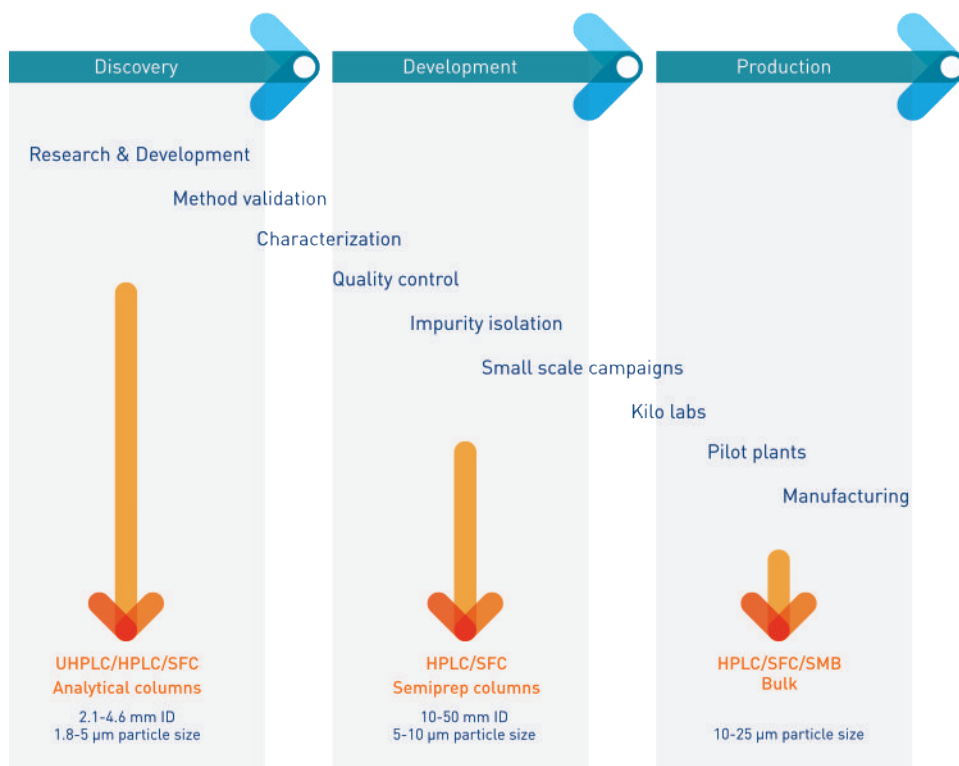 Discovery
Development
Production
Research & Development
Method validation
Characterization
Quality control
Impurity isolation
Small scale campaigns
Kilo labs
Pilot plants
Manufacturing
UHPLC/HPLC/SFC
Analytical columns
2.1-4.6 mm ID
1.8-5 µm particle size
HPLC/SFC
Semiprep columns
10-50 mm ID
5-10 µm particle size
HPLC/SFC/SMB
Bulk
10-25 µm particle size